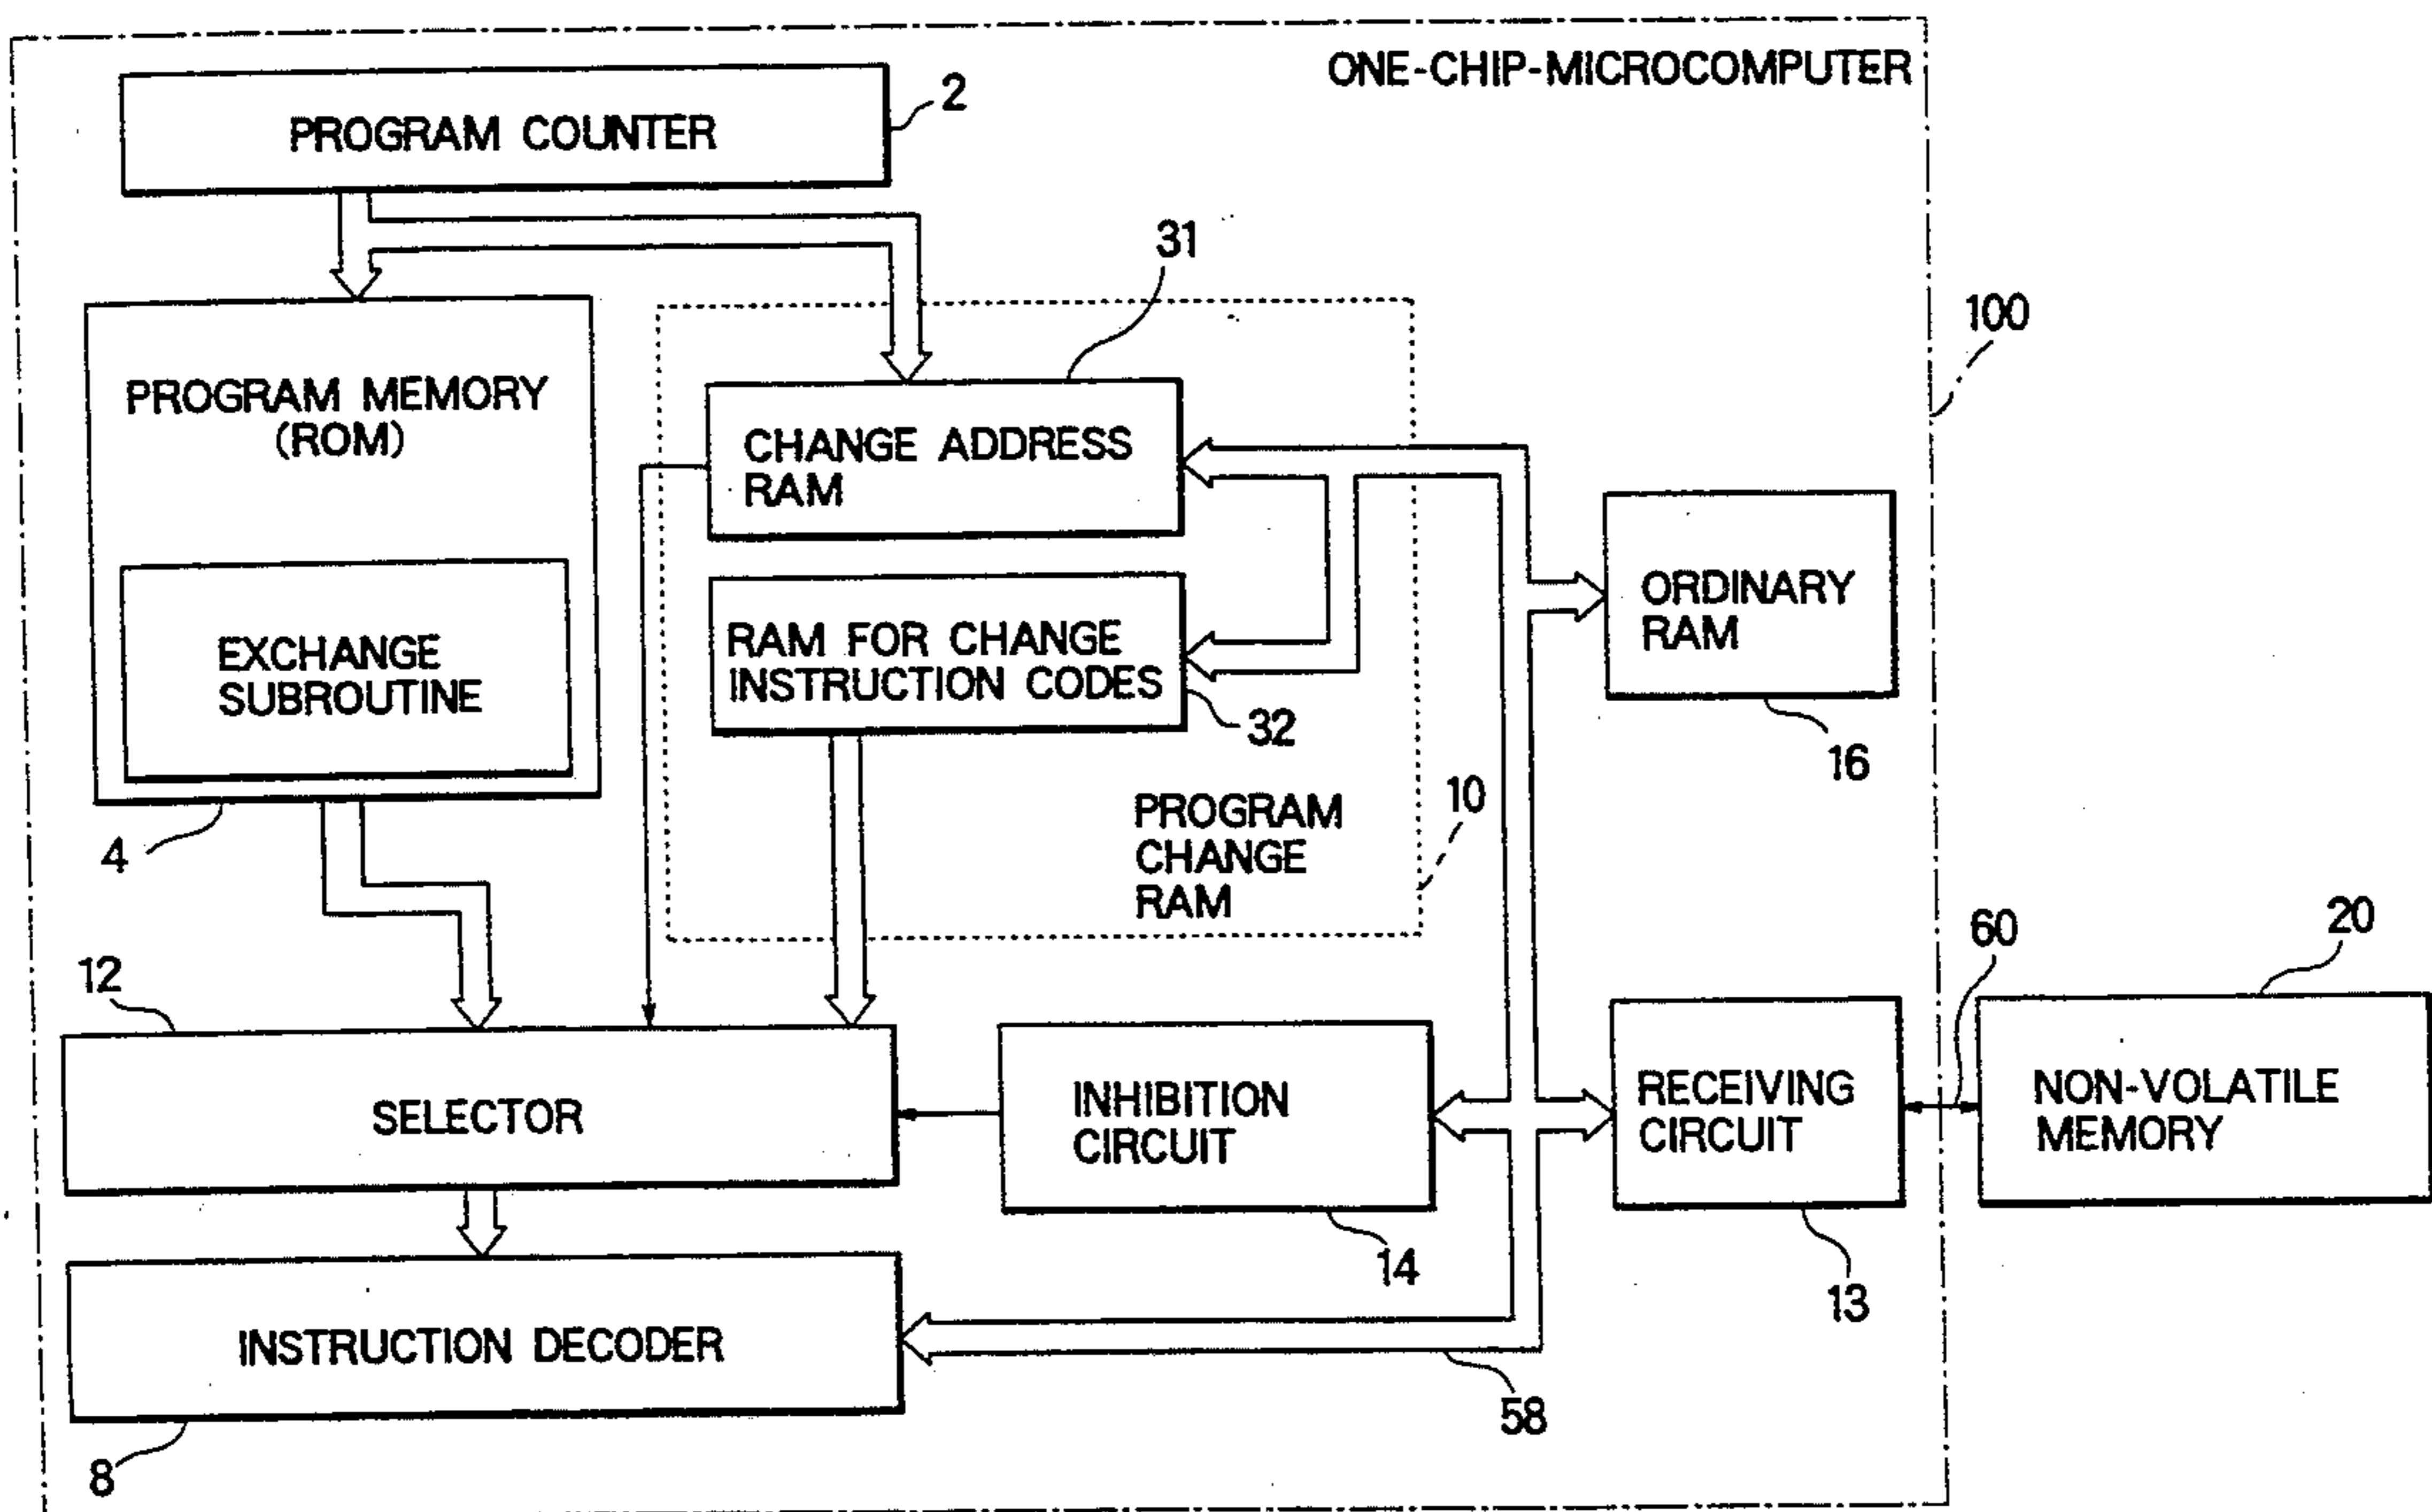 ONE-CHIP-MICROCOMPUTER
PROGRAM COUNTER
2
31
100
PROGRAM MEMORY
(ROM)
CHANGE ADDRESS
RAM
ORDINARY
RAM
EXCHANGE
SUBROUTINE
RAM FOR CHANGE
INSTRUCTION CODES
32
16
4
PROGRAM
CHANGE
RAM
10
12
60
20
SELECTOR
INHIBITION
CIRCUIT
RECEIVING
CIRCUIT
NON-VOLATILE
MEMORY
14
13
INSTRUCTION DECODER
58
8